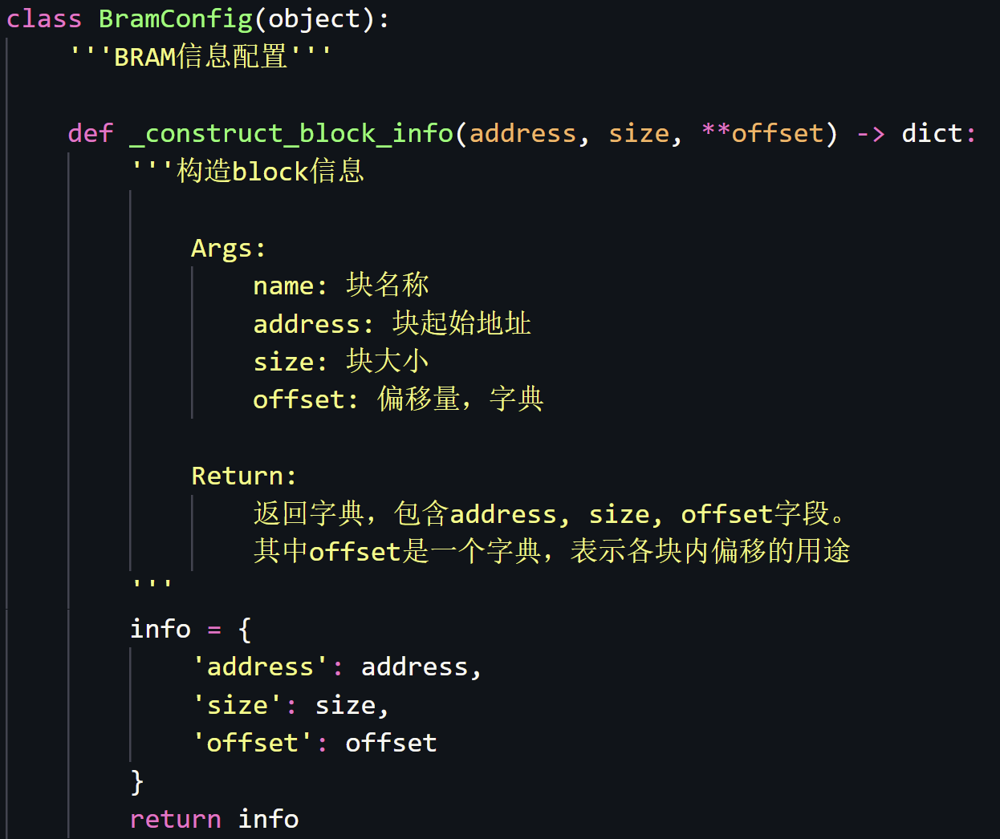 class BramConfig(object):
'''BRAM信息配置'''
def _construct_block_info(address, size, **offset) -> dict:
'''构造block信息
Args:
name: 块名称
address: 块起始地址
size: 块大小
offset: 偏移量，字典
Return:
返回字典，包含address, size, offset字段。
其中offset是一个字典，表示各块内偏移的用途
'''
info = {
'address': address,
'size': size,
'offset': offset
}
return info